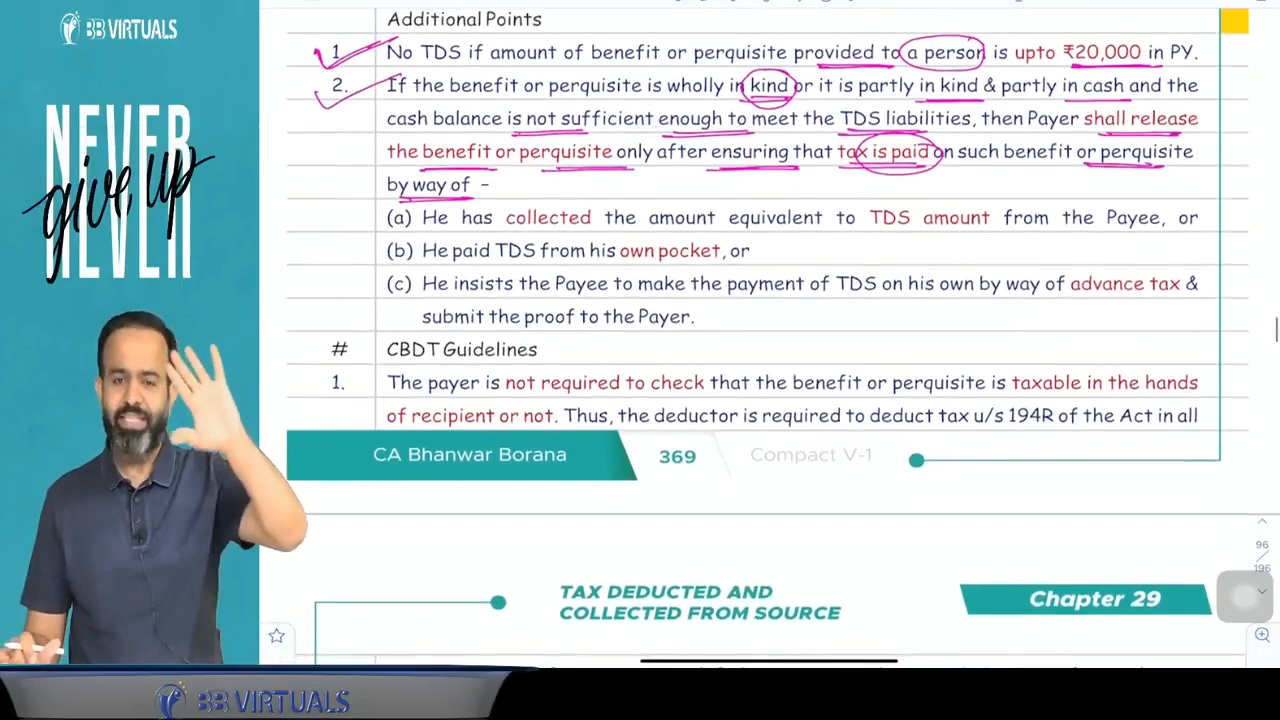 BB VIRTUALS
NEVER
give up
NEVER
Additional Points
1. No TDS if amount of benefit or perquisite provided to a person is upto ₹20,000 in PY.
2. If the benefit or perquisite is wholly in kind or it is partly in kind & partly in cash and the
cash balance is not sufficient enough to meet the TDS liabilities, then Payer shall release
the benefit or perquisite only after ensuring that tax is paid on such benefit or perquisite
by way of -
(a) He has collected the amount equivalent to TDS amount from the Payee, or
(b) He paid TDS from his own pocket, or
(c) He insists the Payee to make the payment of TDS on his own by way of advance tax &
submit the proof to the Payer.
# CBDT Guidelines
1. The payer is not required to check that the benefit or perquisite is taxable in the hands
of recipient or not. Thus, the deductor is required to deduct tax u/s 194R of the Act in all
CA Bhanwar Borana 369 Compact V-1
96
196
TAX DEDUCTED AND
COLLECTED FROM SOURCE
Chapter 29
BB VIRTUALS